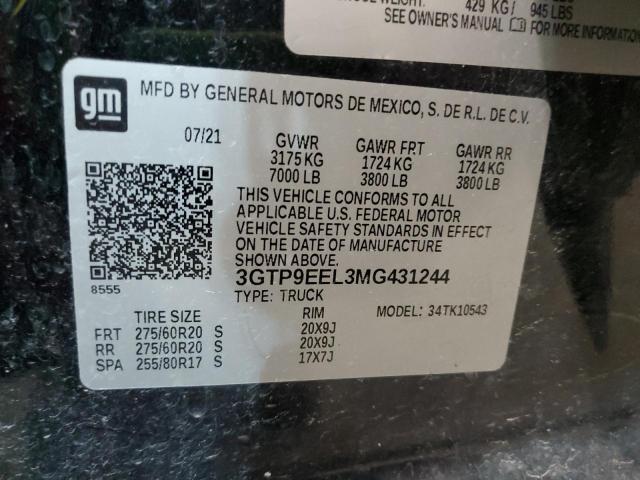 WEIGHT: 429 KG/ 945 LBS
SEE OWNER'S MANUAL FOR MORE INFORMATION
gm
MFD BY GENERAL MOTORS DE MEXICO, S. DE R.L. DE C.V.
07/21 GVWR GAWR FRT GAWR RR
3175 KG 1724 KG 1724 KG
7000 LB 3800 LB 3800 LB
THIS VEHICLE CONFORMS TO ALL
APPLICABLE U.S. FEDERAL MOTOR
VEHICLE SAFETY STANDARDS IN EFFECT
ON THE DATE OF MANUFACTURE
SHOWN ABOVE.
3GTP9EEL3MG431244
8555
TYPE: TRUCK
TIRE SIZE RIM MODEL: 34TK10543
FRT 275/60R20 S 20X9J
RR 275/60R20 S 20X9J
SPA 255/80R17 S 17X7J